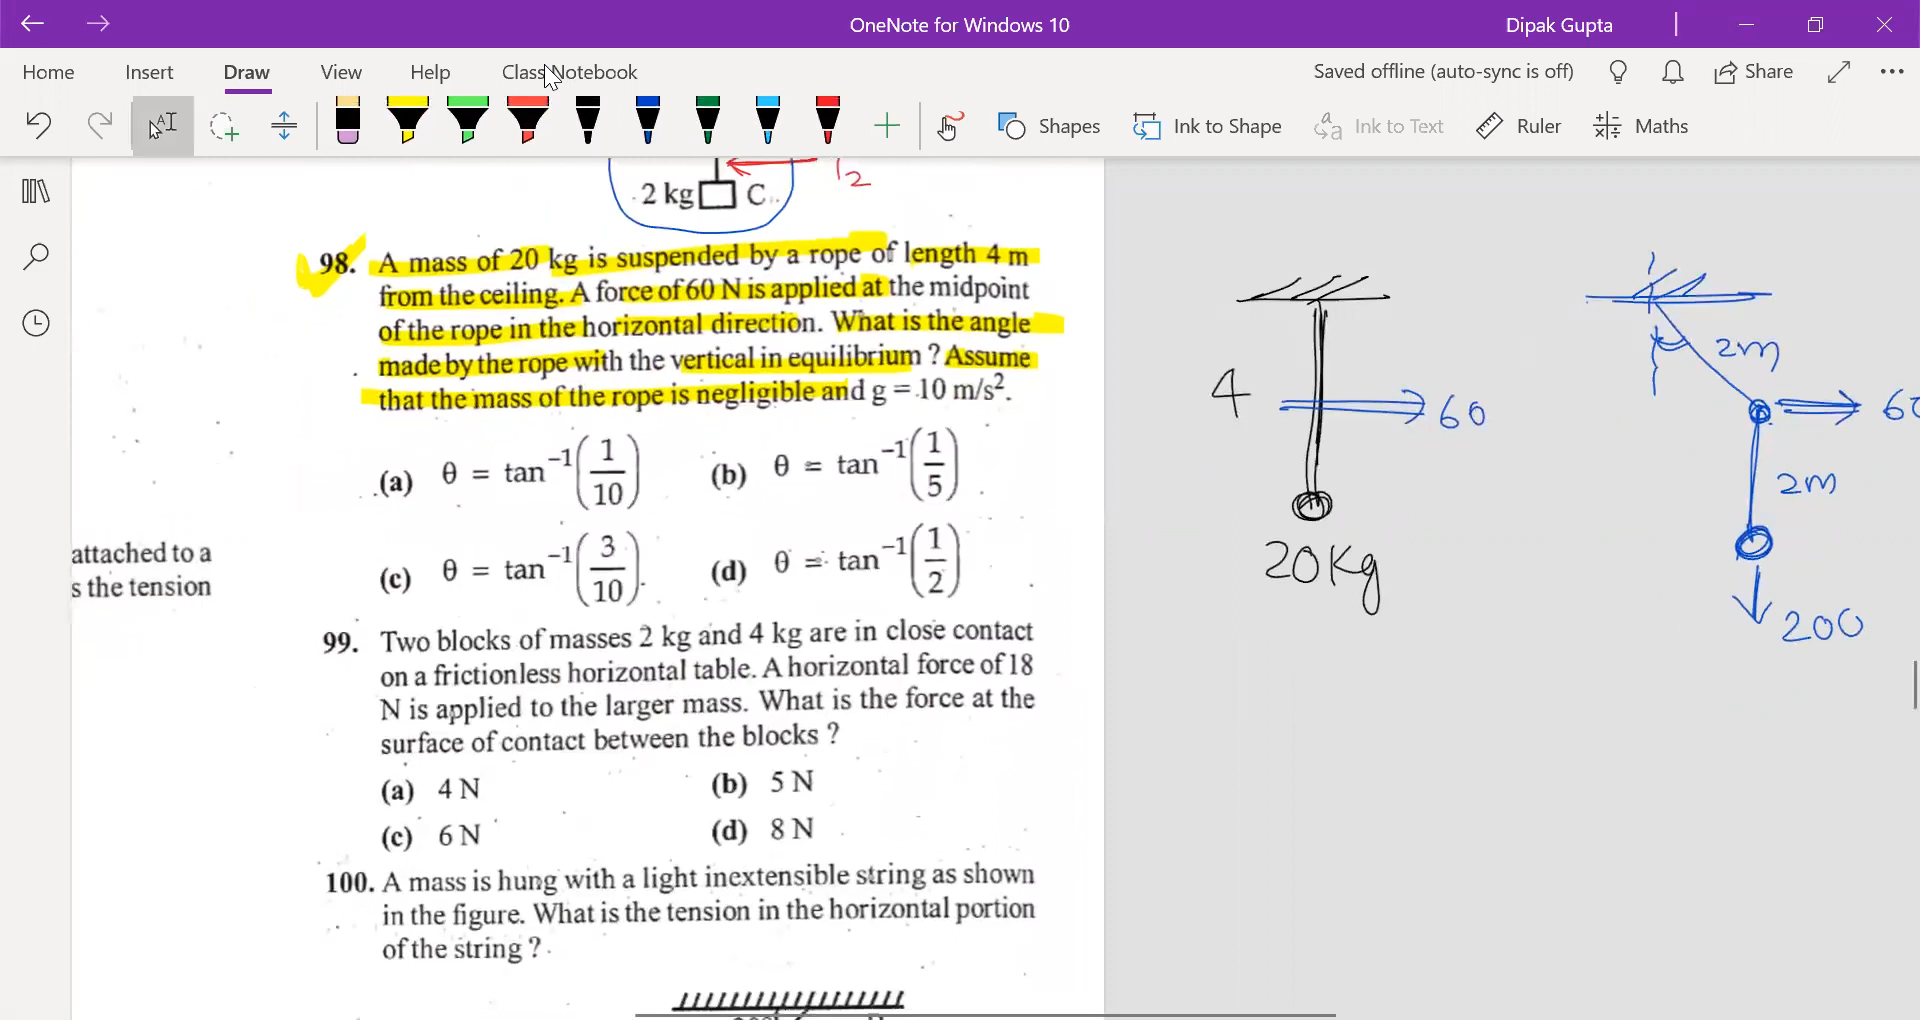 OneNote for Windows 10
Dipak Gupta
Home Insert Draw View Help Class Notebook
Saved offline (auto-sync is off) Share
Shapes Ink to Shape Ink to Text Ruler Maths
2 kg C
98. A mass of 20 kg is suspended by a rope of length 4 m
from the ceiling. A force of 60 N is applied at the midpoint
of the rope in the horizontal direction. What is the angle
made by the rope with the vertical in equilibrium ? Assume
that the mass of the rope is negligible and g = 10 m/s².
(a) θ = tan⁻¹(1/10) (b) θ = tan⁻¹(1/5)
(c) θ = tan⁻¹(3/10) (d) θ = tan⁻¹(1/2)
attached to a
s the tension
99. Two blocks of masses 2 kg and 4 kg are in close contact
on a frictionless horizontal table. A horizontal force of 18
N is applied to the larger mass. What is the force at the
surface of contact between the blocks ?
(a) 4 N (b) 5 N
(c) 6 N (d) 8 N
100. A mass is hung with a light inextensible string as shown
in the figure. What is the tension in the horizontal portion
of the string ?
4
60
20Kg
2m
60
2m
200